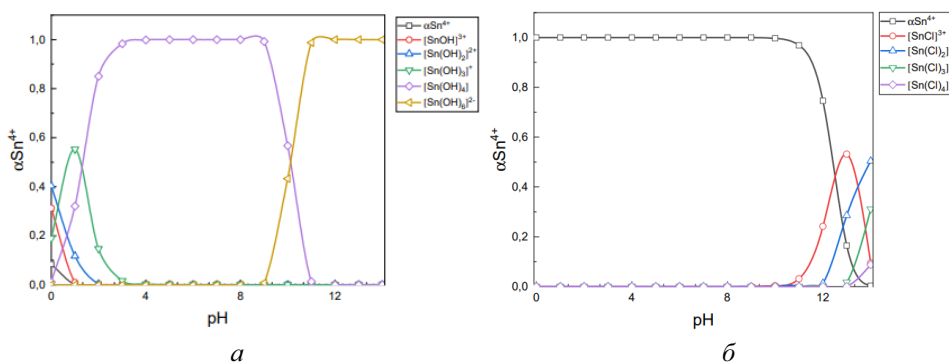 αSn⁴⁺
[SnOH]³⁺
[Sn(OH)₂]²⁺
[Sn(OH)₃]⁺
[Sn(OH)₄]
[Sn(OH)₆]²⁻
αSn⁴⁺
1,0
0,8
0,6
0,4
0,2
0,0
0
4
8
12
pH
а
αSn⁴⁺
[SnCl]³⁺
[Sn(Cl)₂]
[Sn(Cl)₃]
[Sn(Cl)₄]
αSn⁴⁺
1,0
0,8
0,6
0,4
0,2
0,0
0
4
8
12
pH
б